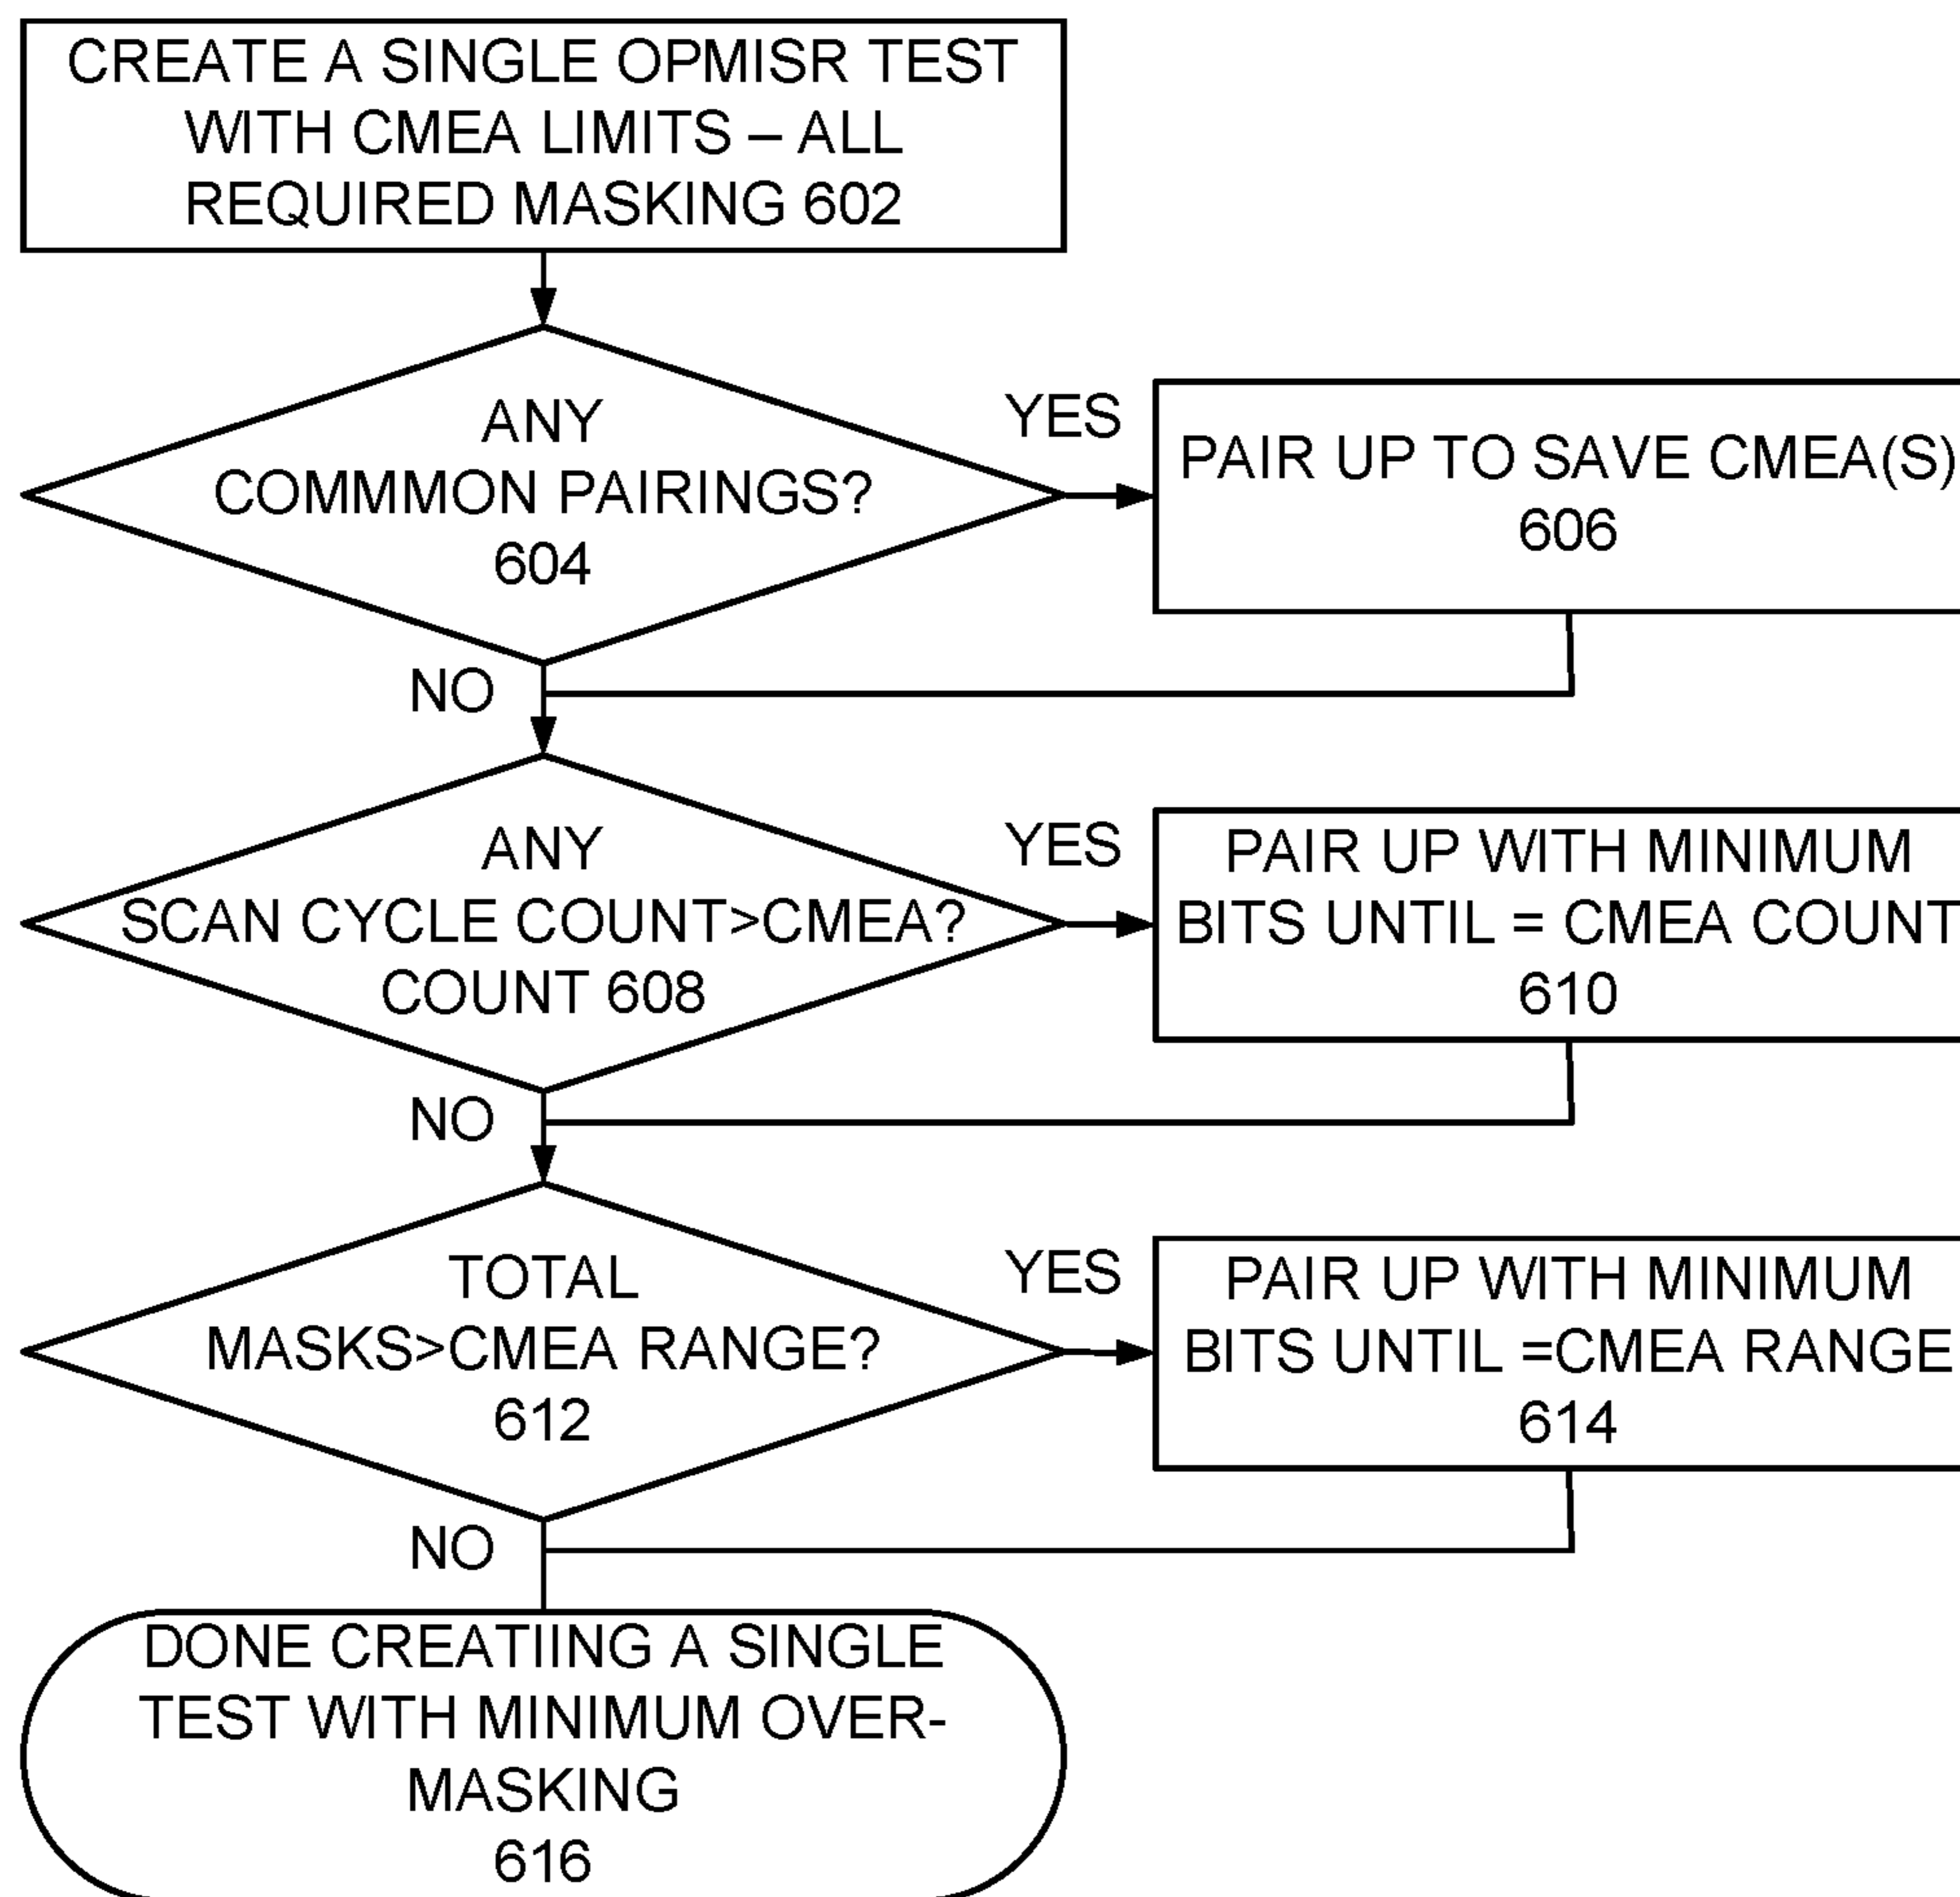 CREATE A SINGLE OPMISR TEST
WITH CMEA LIMITS – ALL
REQUIRED MASKING 602
ANY
COMMMON PAIRINGS?
604
YES
PAIR UP TO SAVE CMEA(S)
606
NO
ANY
SCAN CYCLE COUNT>CMEA?
COUNT 608
YES
PAIR UP WITH MINIMUM
BITS UNTIL = CMEA COUNT
610
NO
TOTAL
MASKS>CMEA RANGE?
612
YES
PAIR UP WITH MINIMUM
BITS UNTIL =CMEA RANGE
614
NO
DONE CREATIING A SINGLE
TEST WITH MINIMUM OVER-
MASKING
616